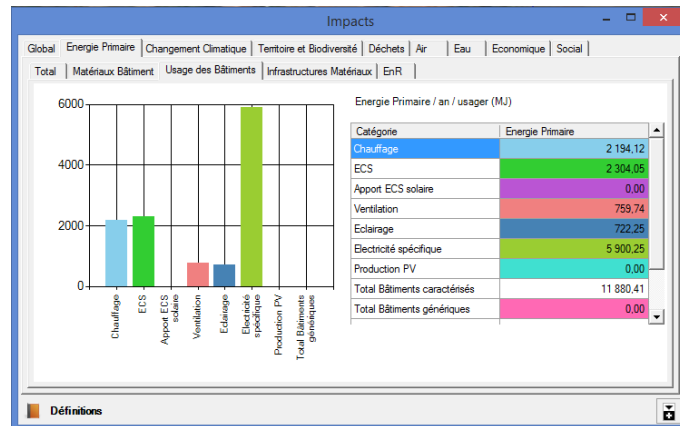 Impacts
Global Energie Primaire Changement Climatique Territoire et Biodiversité Déchets Air Eau Economique Social
Total Matériaux Bâtiment Usage des Bâtiments Infrastructures Matériaux EnR
Energie Primaire / an / usager (MJ)
6000
4000
2000
0
Chauffage
ECS
Apport ECS
solaire
Ventilation
Eclairage
Electricité
spécifique
Production PV
Total Bâtiments
génériques
Catégorie Energie Primaire
Chauffage 2 194,12
ECS 2 304,05
Apport ECS solaire 0,00
Ventilation 759,74
Eclairage 722,25
Electricité spécifique 5 900,25
Production PV 0,00
Total Bâtiments caractérisés 11 880,41
Total Bâtiments génériques 0,00
Définitions